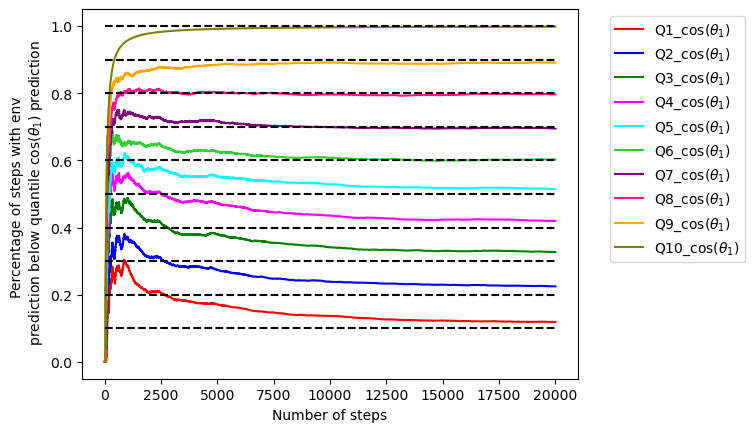 Percentage of steps with env
prediction below quantile cos(θ₁) prediction
1.0
0.8
0.6
0.4
0.2
0.0
0 2500 5000 7500 10000 12500 15000 17500 20000
Number of steps
Q1_cos(θ₁)
Q2_cos(θ₁)
Q3_cos(θ₁)
Q4_cos(θ₁)
Q5_cos(θ₁)
Q6_cos(θ₁)
Q7_cos(θ₁)
Q8_cos(θ₁)
Q9_cos(θ₁)
Q10_cos(θ₁)